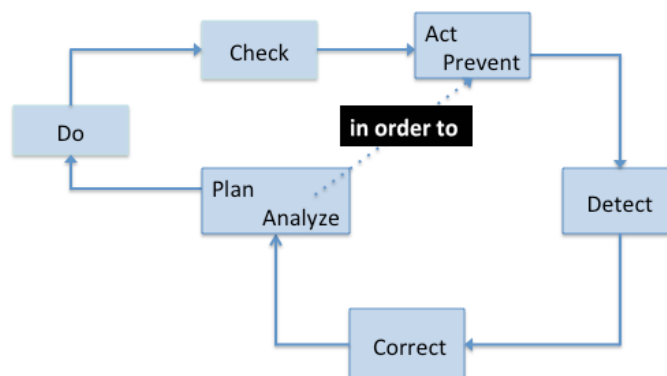 Check
Act
Prevent
in order to
Do
Plan
Analyze
Detect
Correct